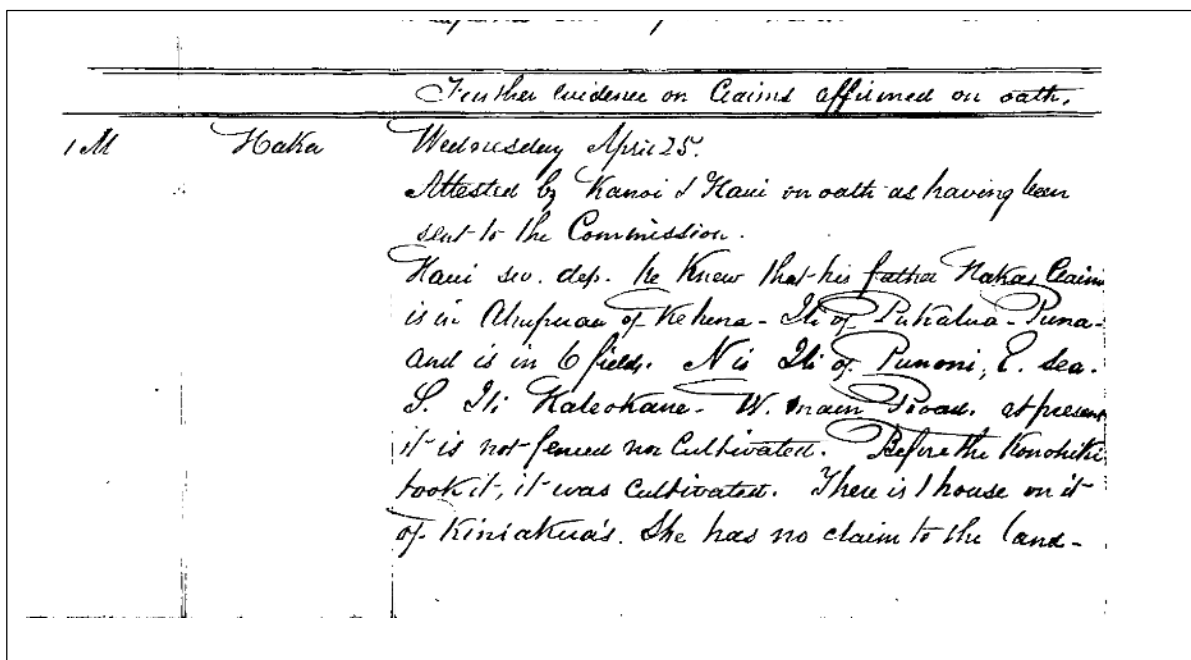 Further evidence on Claims affirmed on oath.
1 M Haka Wednesday April 25.
Attested by Kanoi & Haui on oath as having been
sent to the Commission.
Haui sw. dep. he Knew that his father Hakas Claim
is in Ahupuaa of Kehena - Ili of Pukalua - Puna -
and is in 6 fields. N is Ili of Punoni, E. Sea.
S. Ili Kaleokane - W. main Road. at present
it is not fenced nor Cultivated. Before the Konohiki
took it, it was Cultivated. There is 1 house on it
of Kiniakua's. She has no claim to the land -